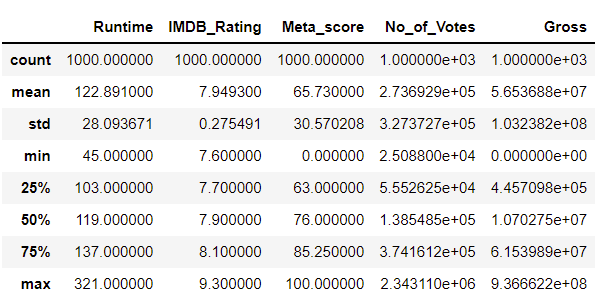 Runtime IMDB_Rating Meta_score No_of_Votes Gross
count 1000.000000 1000.000000 1000.000000 1.000000e+03 1.000000e+03
mean 122.891000 7.949300 65.730000 2.736929e+05 5.653688e+07
std 28.093671 0.275491 30.570208 3.273727e+05 1.032382e+08
min 45.000000 7.600000 0.000000 2.508800e+04 0.000000e+00
25% 103.000000 7.700000 63.000000 5.552625e+04 4.457098e+05
50% 119.000000 7.900000 76.000000 1.385485e+05 1.070275e+07
75% 137.000000 8.100000 85.250000 3.741612e+05 6.153989e+07
max 321.000000 9.300000 100.000000 2.343110e+06 9.366622e+08